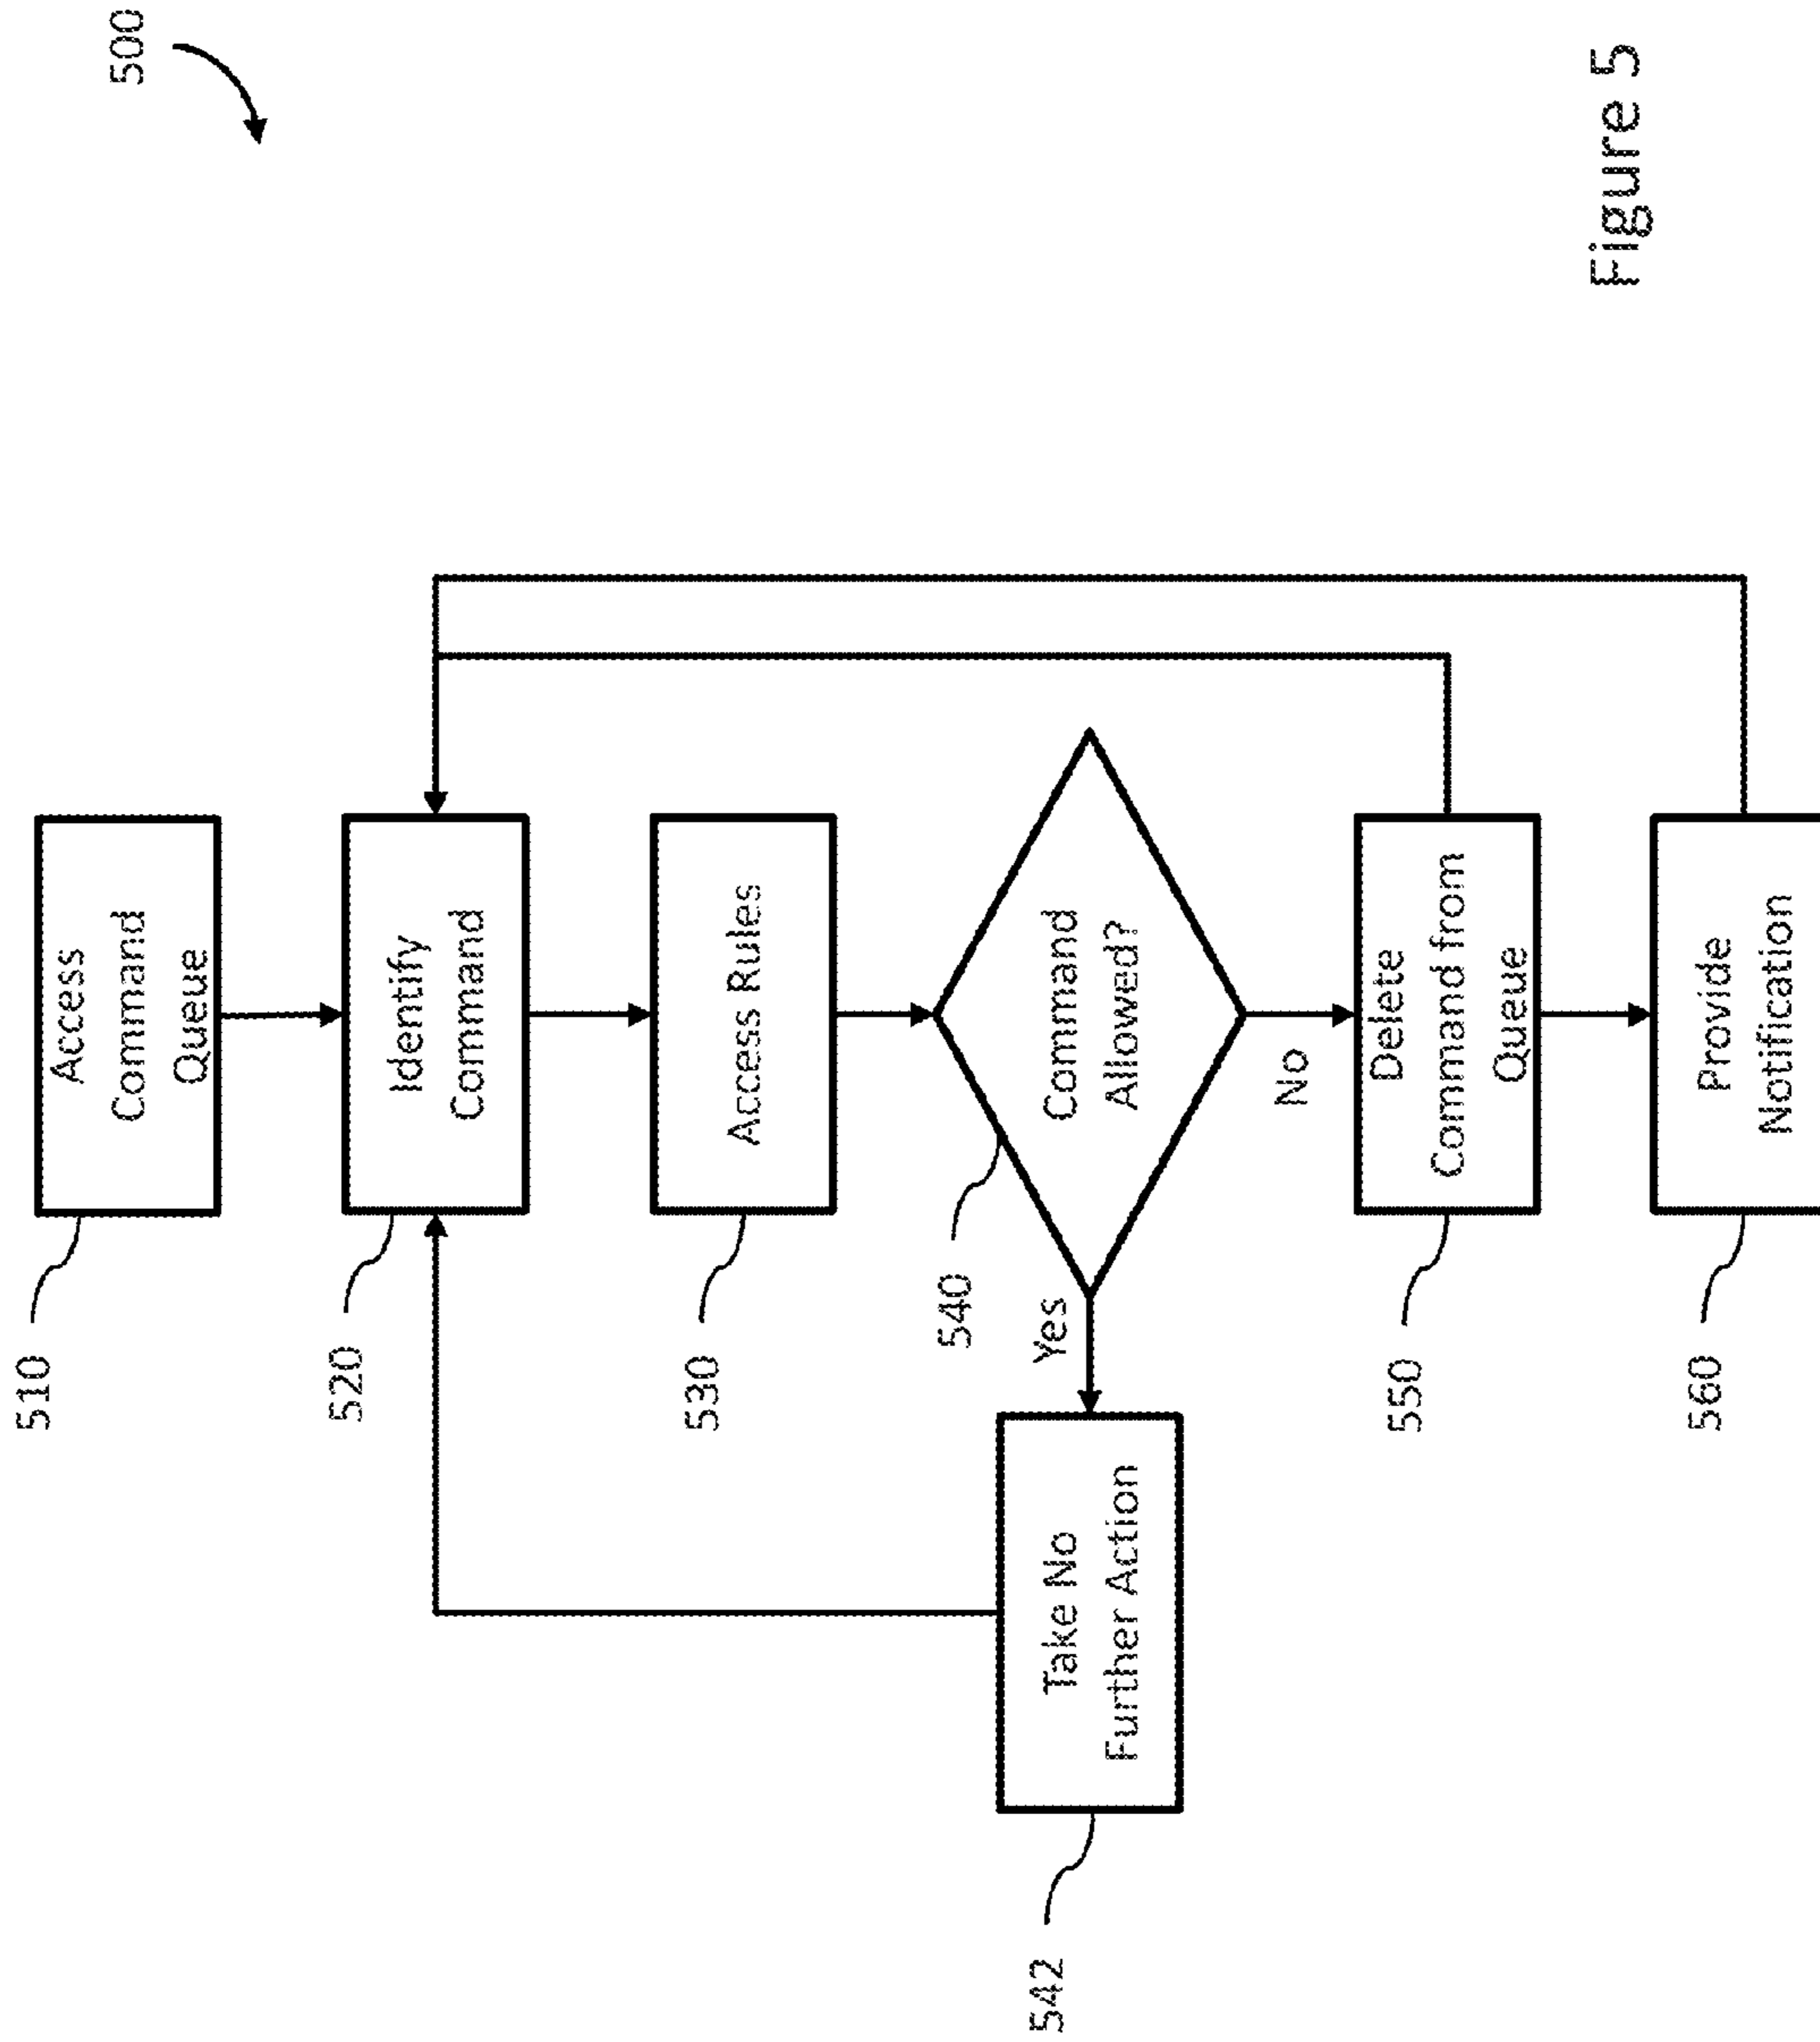 500
510
Access
Command
Queue
520
Identify
Command
530
Access Rules
540
Command
Allowed?
Yes
No
542
Take No
Further Action
550
Delete
Command from
Queue
560
Provide
Notification
Figure 5